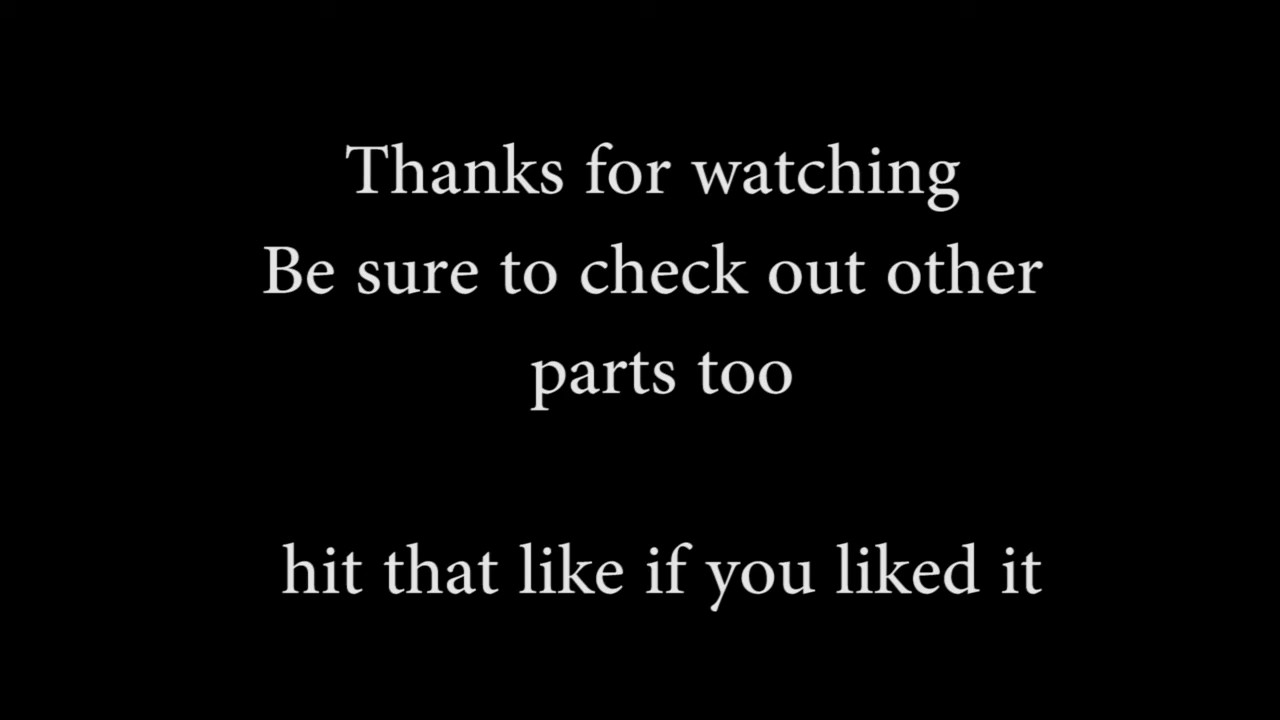 Thanks for watching
Be sure to check out other
parts too
hit that like if you liked it